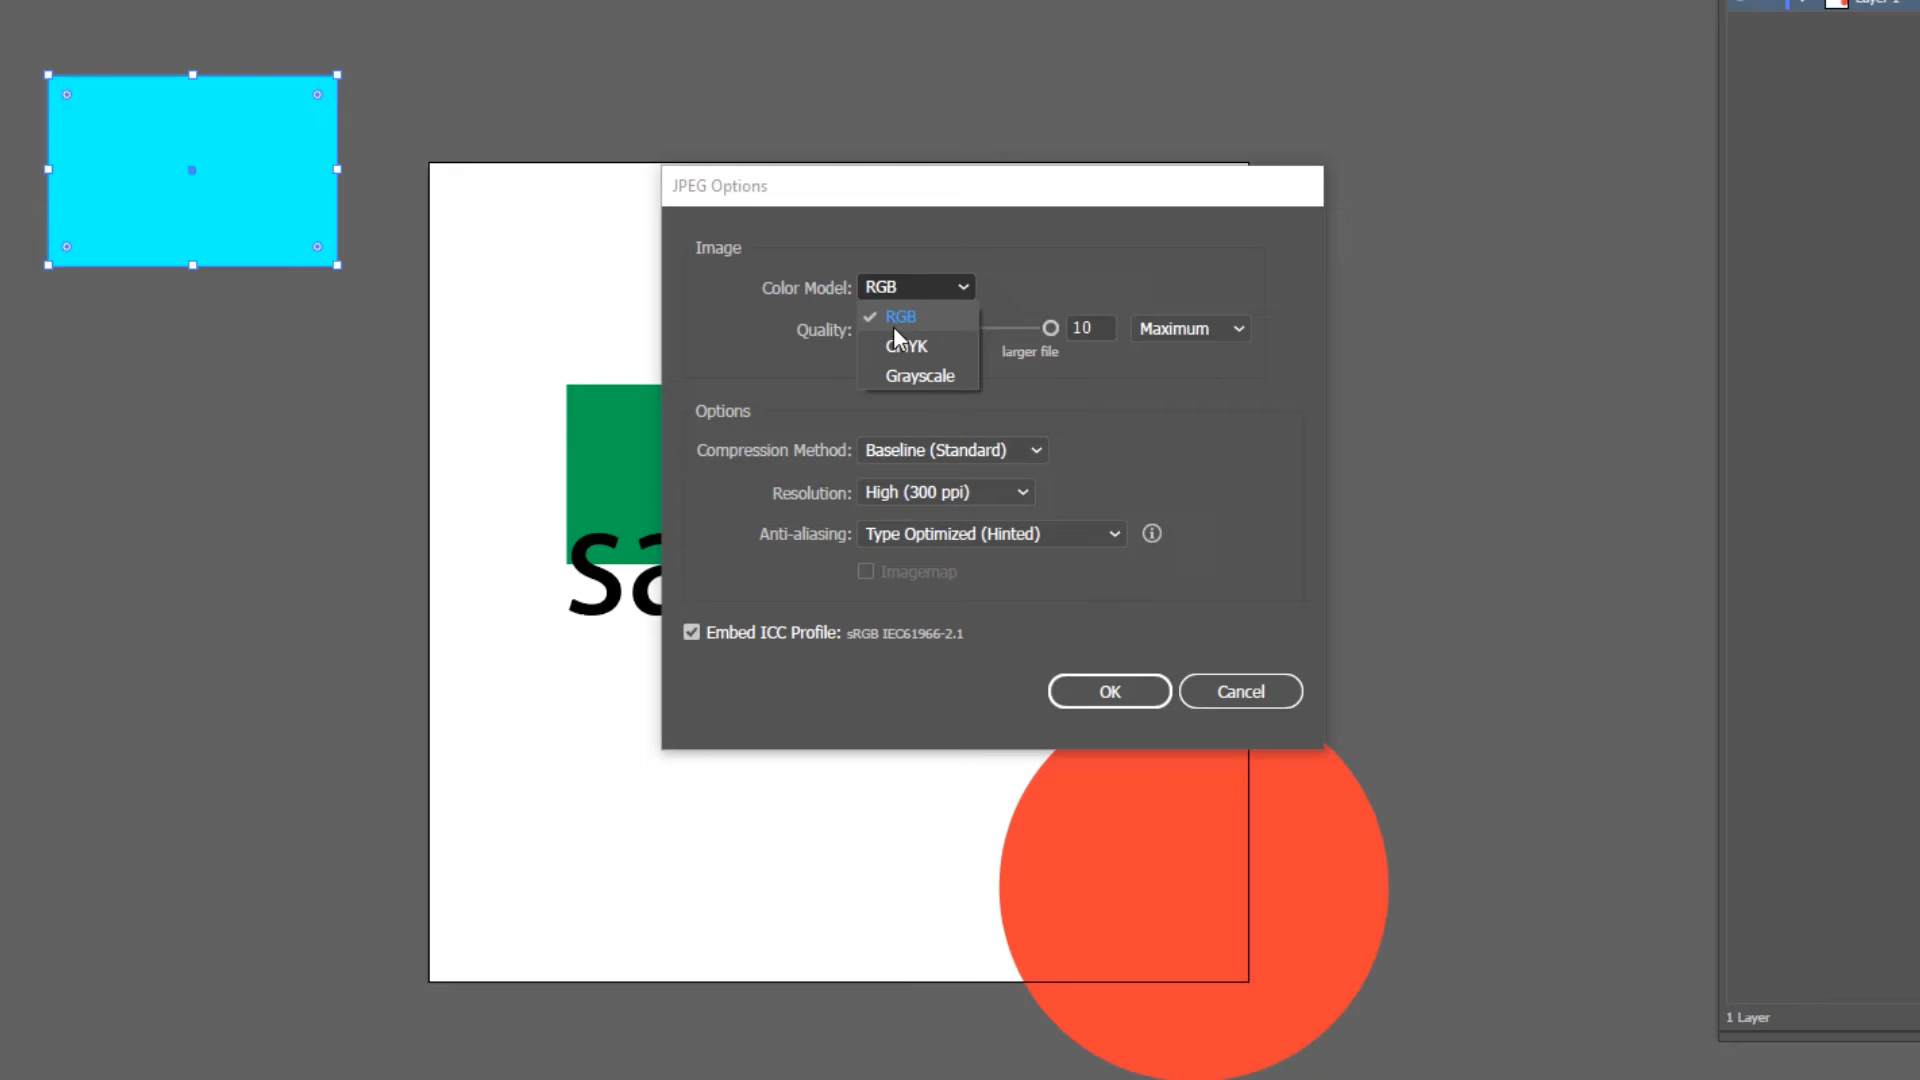 JPEG Options
Image
Color Model: RGB
RGB
Quality: 10 Maximum
larger file
Grayscale
Options
Compression Method: Baseline (Standard)
Resolution: High (300 ppi)
Anti-aliasing: Type Optimized (Hinted)
Imagemap
Embed ICC Profile: sRGB IEC61966-2.1
OK Cancel
1 Layer